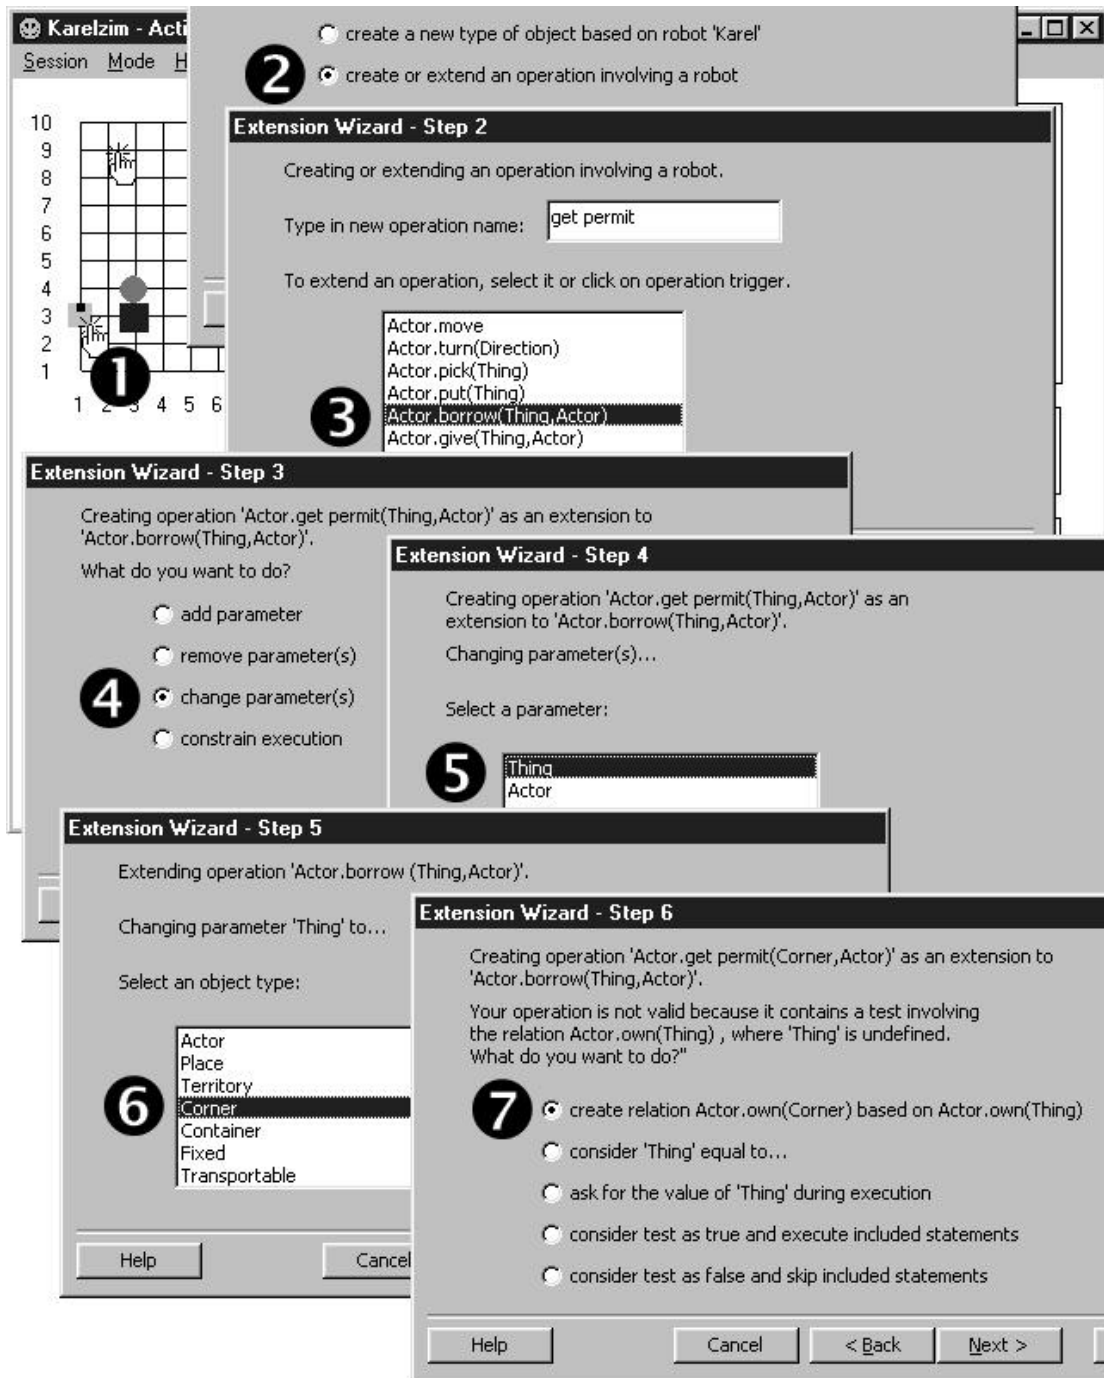 Karelzim - Acti
Session Mode H
create a new type of object based on robot 'Karel'
2
create or extend an operation involving a robot
Extension Wizard - Step 2
Creating or extending an operation involving a robot.
Type in new operation name:
get permit
To extend an operation, select it or click on operation trigger.
Actor.move
Actor.turn(Direction)
Actor.pick(Thing)
Actor.put(Thing)
3
Actor.borrow(Thing,Actor)
Actor.give(Thing,Actor)
10
9
8
7
6
5
4
3
2
1
1
1 2 3 4 5 6
Extension Wizard - Step 3
Creating operation 'Actor.get permit(Thing,Actor)' as an extension to
'Actor.borrow(Thing,Actor)'.
What do you want to do?
add parameter
remove parameter(s)
4
change parameter(s)
constrain execution
Extension Wizard - Step 4
Creating operation 'Actor.get permit(Thing,Actor)' as an
extension to 'Actor.borrow(Thing,Actor)'.
Changing parameter(s)...
Select a parameter:
5
Thing
Actor
Extension Wizard - Step 5
Extending operation 'Actor.borrow (Thing,Actor)'.
Changing parameter 'Thing' to...
Select an object type:
Actor
Place
Territory
6
Corner
Container
Fixed
Transportable
Help
Cancel
Extension Wizard - Step 6
Creating operation 'Actor.get permit(Corner,Actor)' as an extension to
'Actor.borrow(Thing,Actor)'.
Your operation is not valid because it contains a test involving
the relation Actor.own(Thing) , where 'Thing' is undefined.
What do you want to do?"
7
create relation Actor.own(Corner) based on Actor.own(Thing)
consider 'Thing' equal to...
ask for the value of 'Thing' during execution
consider test as true and execute included statements
consider test as false and skip included statements
Help
Cancel
< Back
Next >